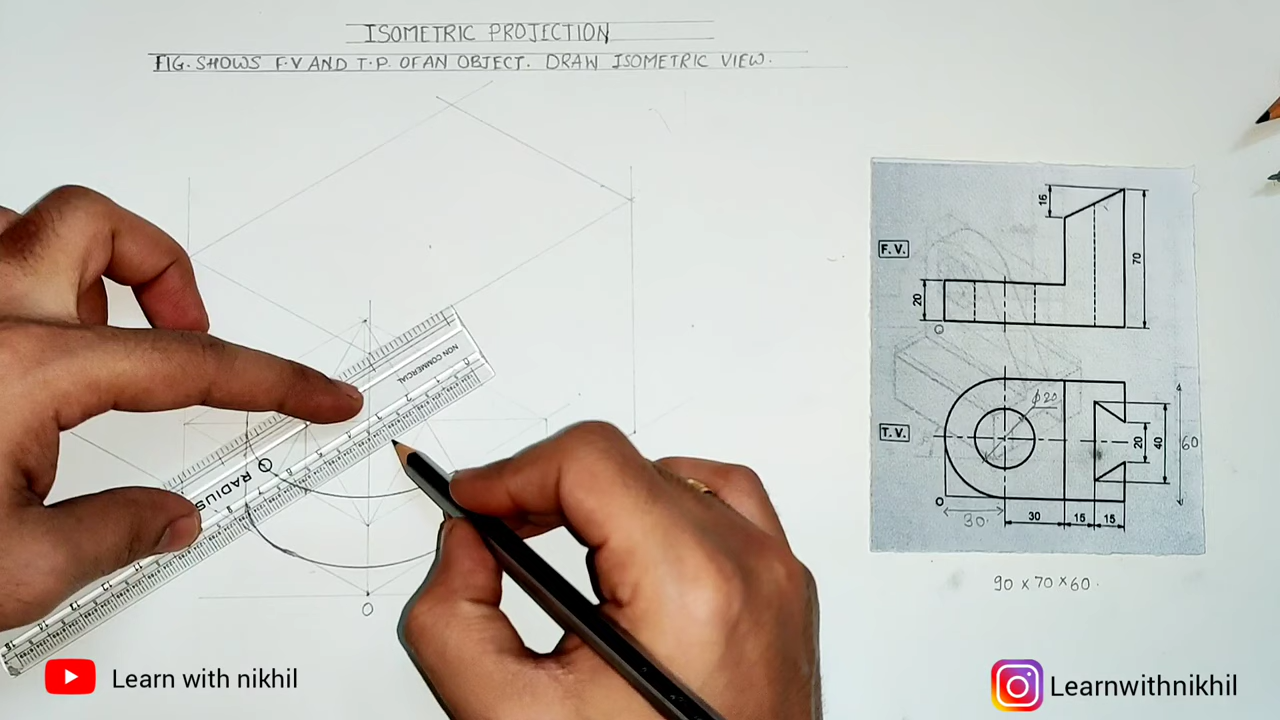 ISOMETRIC PROJECTION
FIG. SHOWS F.V AND T.P. OF AN OBJECT. DRAW ISOMETRIC VIEW.
16
F. V.
70
20
O
φ20
T. V.
20
40
60
O
30
30
15
15
90 x 70 x 60.
NON COMMERCIAL
RADIUS
O
Learn with nikhil
Learnwithnikhil